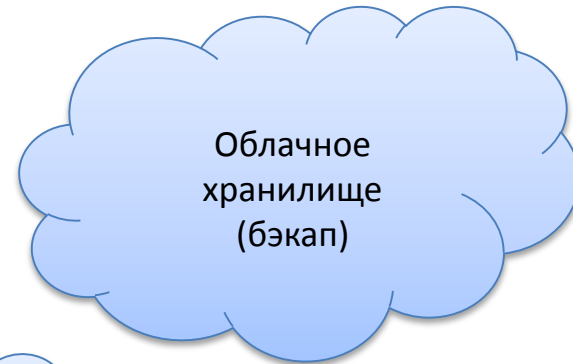 Облачное
хранилище
(бэкап)